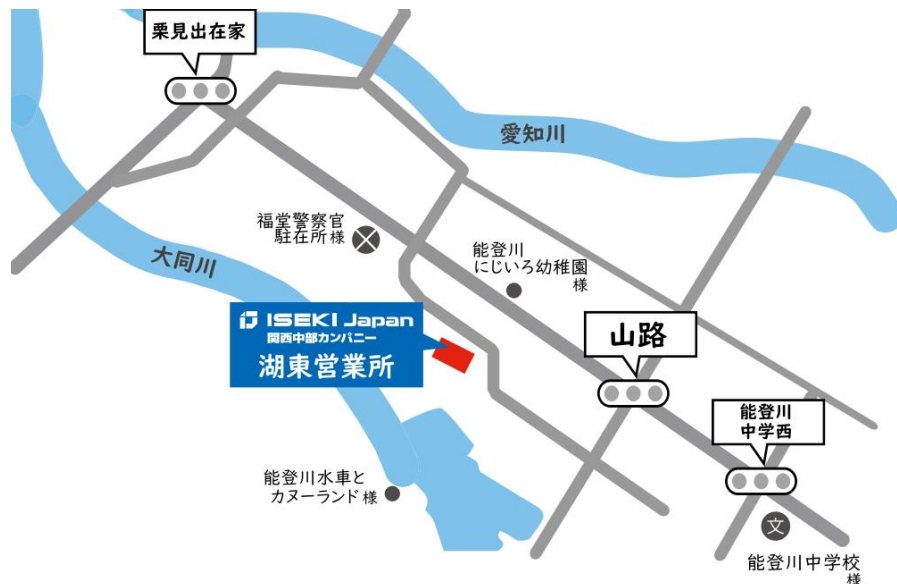 栗見出在家
愛知川
福堂警察官
駐在所様
能登川
にじいろ幼稚園
様
大同川
ISEKI Japan
関西中部カンパニー
湖東営業所
山路
能登川
中学西
能登川水車と
カヌーランド様
文
能登川中学校
様